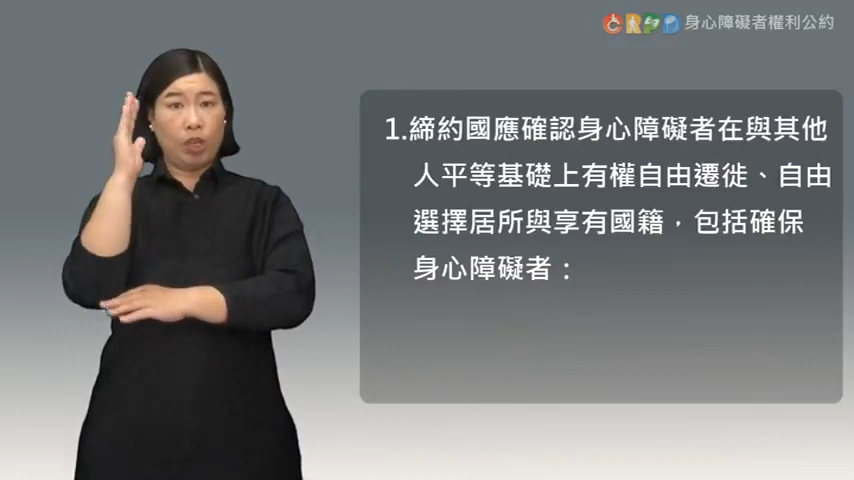 CRPD 身心障礙者權利公約
1.締約國應確認身心障礙者在與其他
人平等基礎上有權自由遷徙、自由
選擇居所與享有國籍，包括確保
身心障礙者：